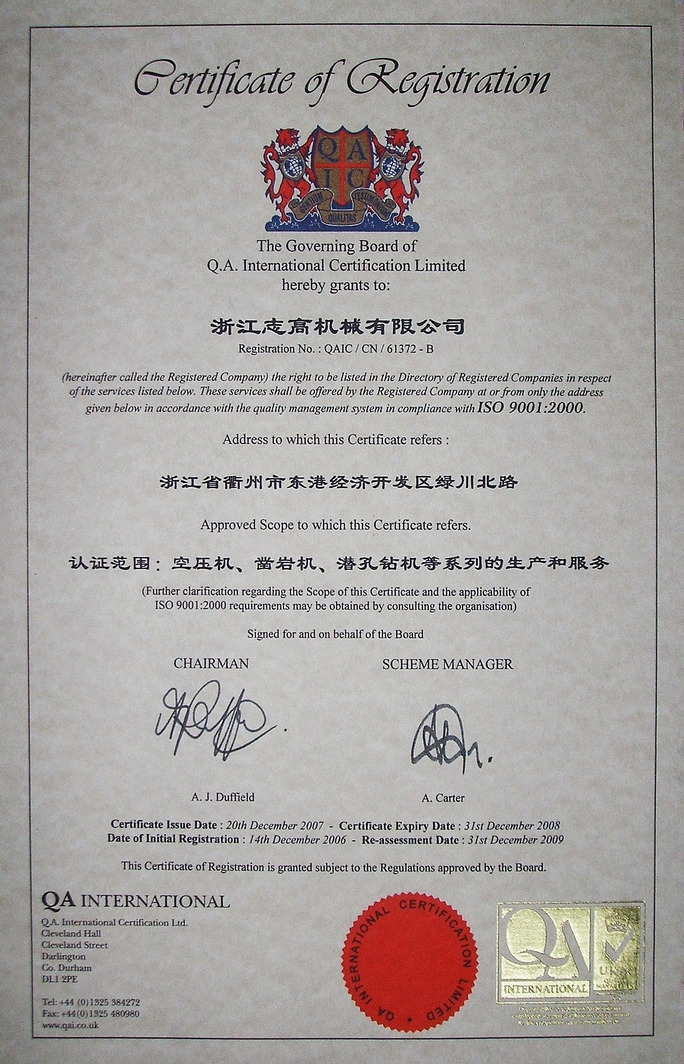 Certificate of Registration
QA
IC
QUALITAS
The Governing Board of
Q.A. International Certification Limited
hereby grants to:
浙江志高机械有限公司
Registration No. : QAIC / CN / 61372 - B
(hereinafter called the Registered Company) the right to be listed in the Directory of Registered Companies in respect
of the services listed below. These services shall be offered by the Registered Company at or from only the address
given below in accordance with the quality management system in compliance with ISO 9001:2000.
Address to which this Certificate refers :
浙江省衢州市东港经济开发区绿川北路
Approved Scope to which this Certificate refers.
认证范围：空压机、凿岩机、潜孔钻机等系列的生产和服务
(Further clarification regarding the Scope of this Certificate and the applicability of
ISO 9001:2000 requirements may be obtained by consulting the organisation)
Signed for and on behalf of the Board
CHAIRMAN SCHEME MANAGER
A. J. Duffield A. Carter
Certificate Issue Date : 20th December 2007 - Certificate Expiry Date : 31st December 2008
Date of Initial Registration : 14th December 2006 - Re-assessment Date : 31st December 2009
This Certificate of Registration is granted subject to the Regulations approved by the Board.
QA INTERNATIONAL
Q.A. International Certification Ltd.
Cleveland Hall
Cleveland Street
Darlington
Co. Durham
DL1 2PE
Tel: +44 (0)1325 384272
Fax: +44(0)1325 480980
www.qai.co.uk
QA INTERNATIONAL CERTIFICATION LIMITED
QA
INTERNATIONAL